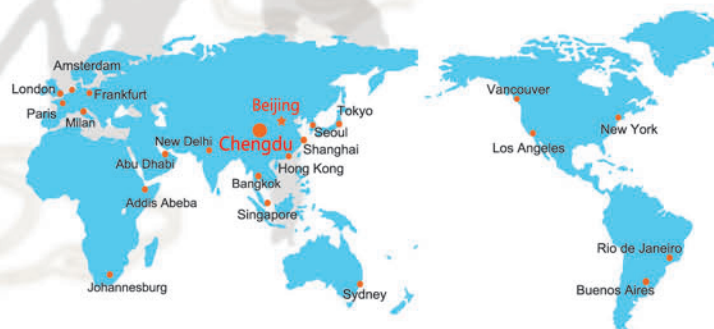 Amsterdam
London
Frankfurt
Paris
Milan
Beijing
Tokyo
Chengdu
Seoul
New Delhi
Shanghai
Abu Dhabi
Hong Kong
Bangkok
Addis Abeba
Singapore
Johannesburg
Sydney
Vancouver
New York
Los Angeles
Rio de Janeiro
Buenos Aires